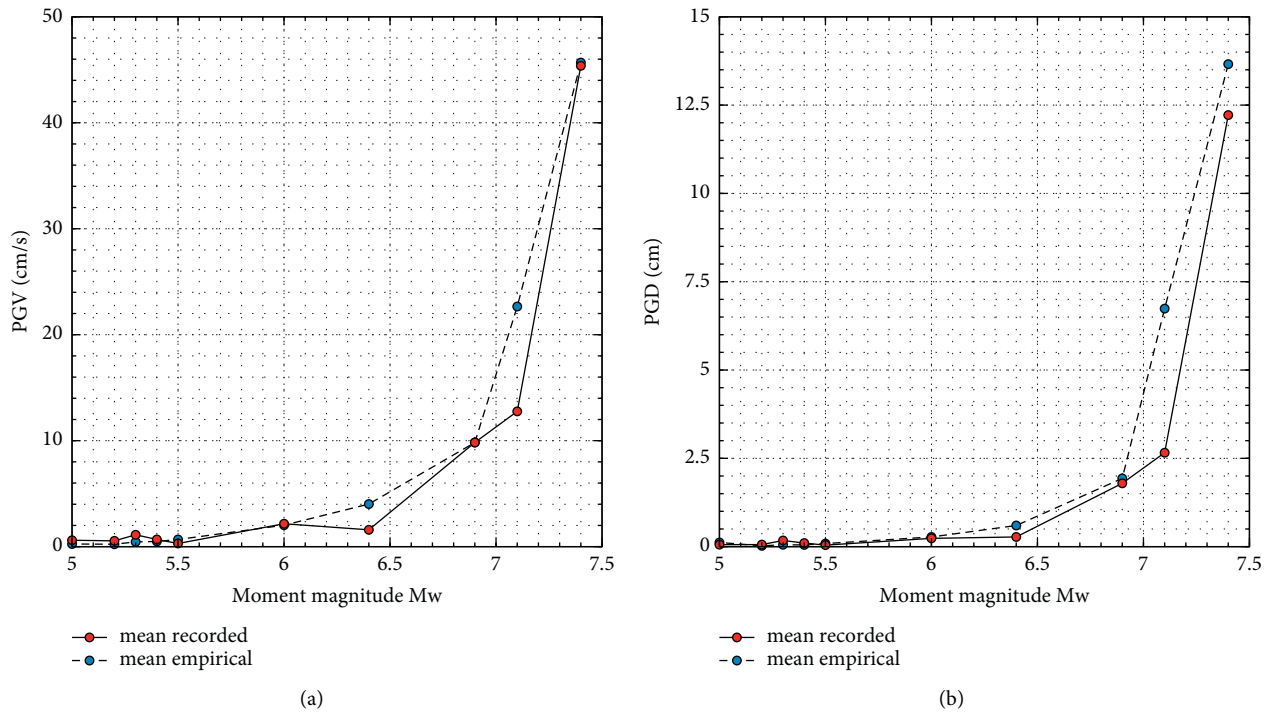 50
40
30
20
10
0
PGV (cm/s)
5 5.5 6 6.5 7 7.5
Moment magnitude Mw
mean recorded
mean empirical
(a)
15
12.5
10
7.5
5
2.5
0
PGD (cm)
5 5.5 6 6.5 7 7.5
Moment magnitude Mw
mean recorded
mean empirical
(b)